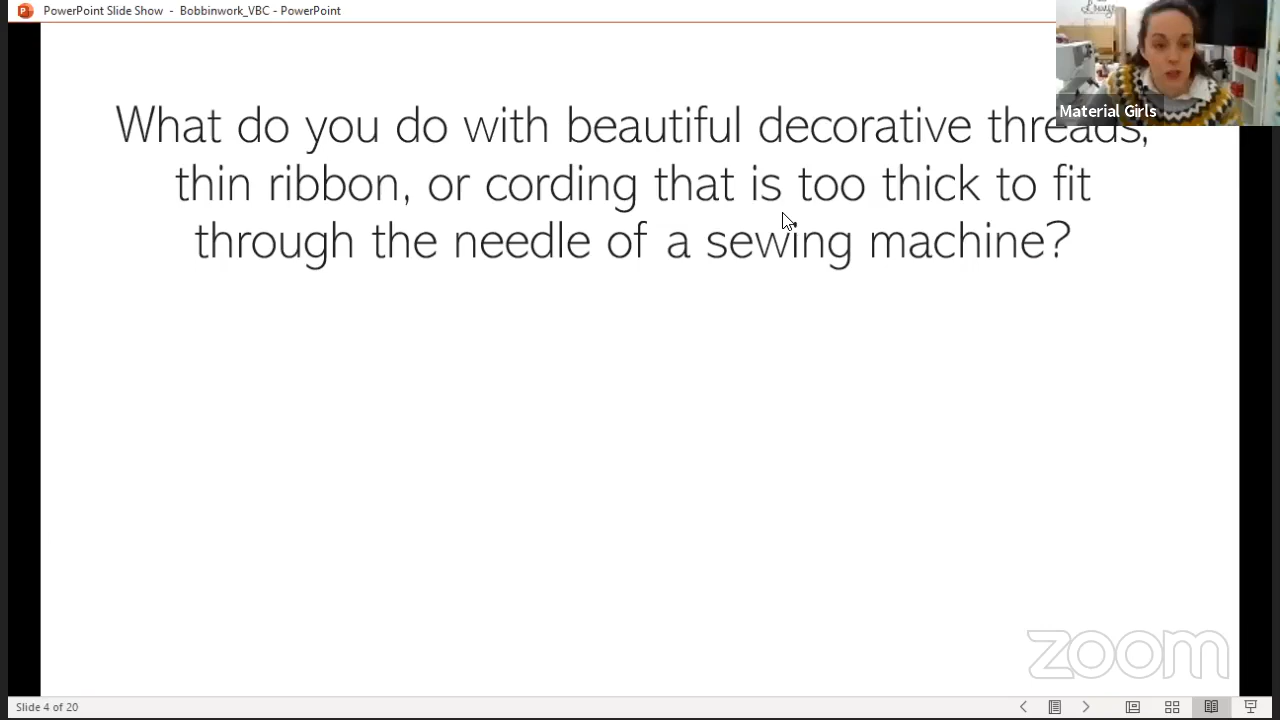 PowerPoint Slide Show - Bobbinwork_VBC - PowerPoint
Material Girls
What do you do with beautiful decorative threads,
thin ribbon, or cording that is too thick to fit
through the needle of a sewing machine?
zoom
Slide 4 of 20